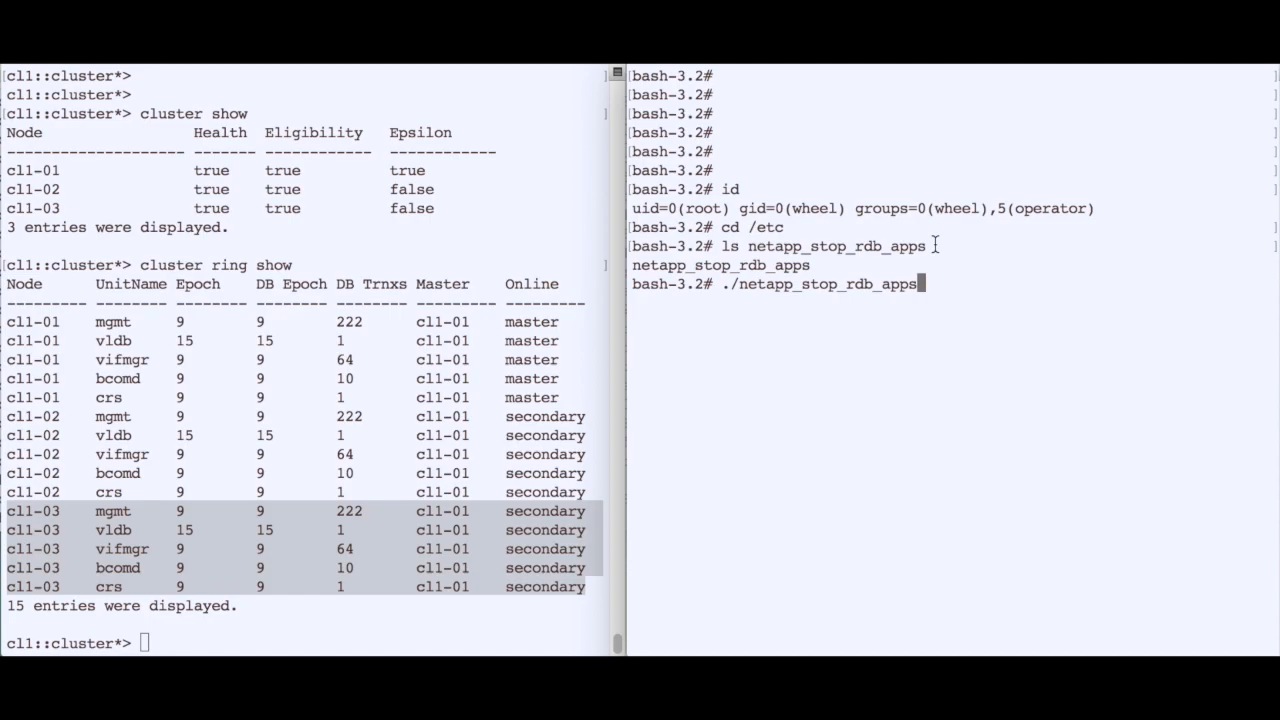 [cl1::cluster*> ]
cl1::cluster*>
[cl1::cluster*> cluster show ]
Node Health Eligibility Epsilon
-------------------- ------- ------------ ------------
cl1-01 true true true
cl1-02 true true false
cl1-03 true true false
3 entries were displayed.
[cl1::cluster*> cluster ring show ]
Node UnitName Epoch DB Epoch DB Trnxs Master Online
--------- -------- -------- -------- -------- --------- ---------
cl1-01 mgmt 9 9 222 cl1-01 master
cl1-01 vldb 15 15 1 cl1-01 master
cl1-01 vifmgr 9 9 64 cl1-01 master
cl1-01 bcomd 9 9 10 cl1-01 master
cl1-01 crs 9 9 1 cl1-01 master
cl1-02 mgmt 9 9 222 cl1-01 secondary
cl1-02 vldb 15 15 1 cl1-01 secondary
cl1-02 vifmgr 9 9 64 cl1-01 secondary
cl1-02 bcomd 9 9 10 cl1-01 secondary
cl1-02 crs 9 9 1 cl1-01 secondary
cl1-03 mgmt 9 9 222 cl1-01 secondary
cl1-03 vldb 15 15 1 cl1-01 secondary
cl1-03 vifmgr 9 9 64 cl1-01 secondary
cl1-03 bcomd 9 9 10 cl1-01 secondary
cl1-03 crs 9 9 1 cl1-01 secondary
15 entries were displayed.
cl1::cluster*>
[bash-3.2# ]
[bash-3.2# ]
[bash-3.2# ]
[bash-3.2# ]
[bash-3.2# ]
[bash-3.2# ]
[bash-3.2# id ]
uid=0(root) gid=0(wheel) groups=0(wheel),5(operator)
[bash-3.2# cd /etc ]
[bash-3.2# ls netapp_stop_rdb_apps ]
netapp_stop_rdb_apps
bash-3.2# ./netapp_stop_rdb_apps